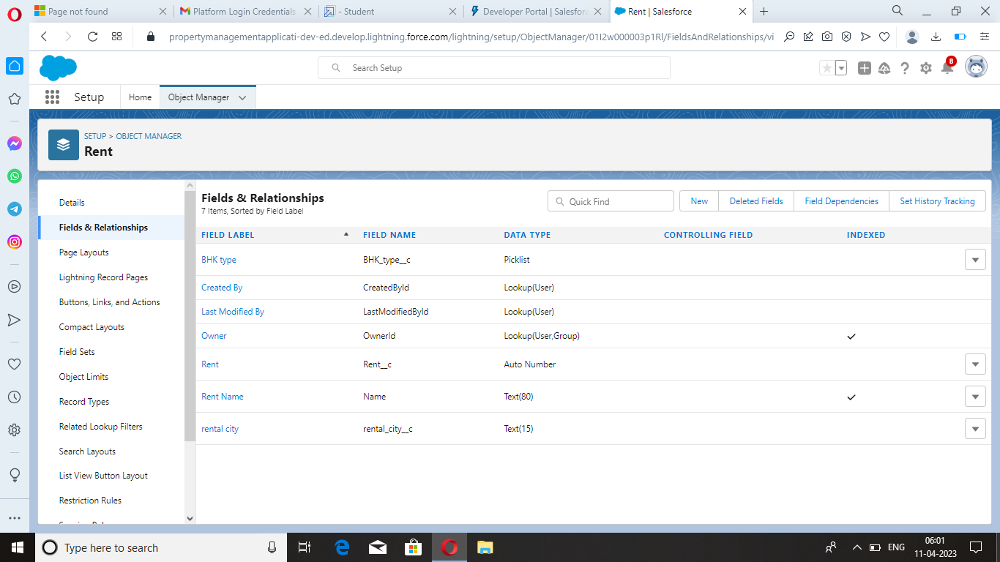 Page not found
Platform Login Credentials
- Student
Developer Portal | Salesforc
Rent | Salesforce
propertymanagementapplicati-dev-ed.develop.lightning.force.com/lightning/setup/ObjectManager/01I2w000003p1Rl/FieldsAndRelationships/vi
Search Setup
8
Setup
Home
Object Manager
SETUP > OBJECT MANAGER
Rent
Details
Fields & Relationships
Page Layouts
Lightning Record Pages
Buttons, Links, and Actions
Compact Layouts
Field Sets
Object Limits
Record Types
Related Lookup Filters
Search Layouts
List View Button Layout
Restriction Rules
Fields & Relationships
7 Items, Sorted by Field Label
Quick Find
New
Deleted Fields
Field Dependencies
Set History Tracking
FIELD LABEL FIELD NAME DATA TYPE CONTROLLING FIELD INDEXED
BHK type BHK_type__c Picklist
Created By CreatedById Lookup(User)
Last Modified By LastModifiedById Lookup(User)
Owner OwnerId Lookup(User,Group)
Rent Rent__c Auto Number
Rent Name Name Text(80)
rental city rental_city__c Text(15)
Type here to search
ENG
06:01
11-04-2023